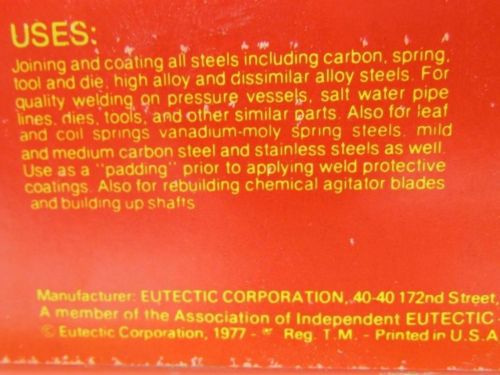 USES:
Joining and coating all steels including carbon, spring,
tool and die, high alloy and dissimilar alloy steels. For
quality welding on pressure vessels, salt water pipe
lines, dies, tools, and other similar parts. Also for leaf
and coil springs vanadium-moly spring steels, mild
and medium carbon steel and stainless steels as well.
Use as a "padding" prior to applying weld protective
coatings. Also for rebuilding chemical agitator blades
and building up shafts
Manufacturer: EUTECTIC CORPORATION, 40-40 172nd Street,
A member of the Association of Independent EUTECTIC -
© Eutectic Corporation, 1977 - Reg. T.M. - Printed in U.S.A